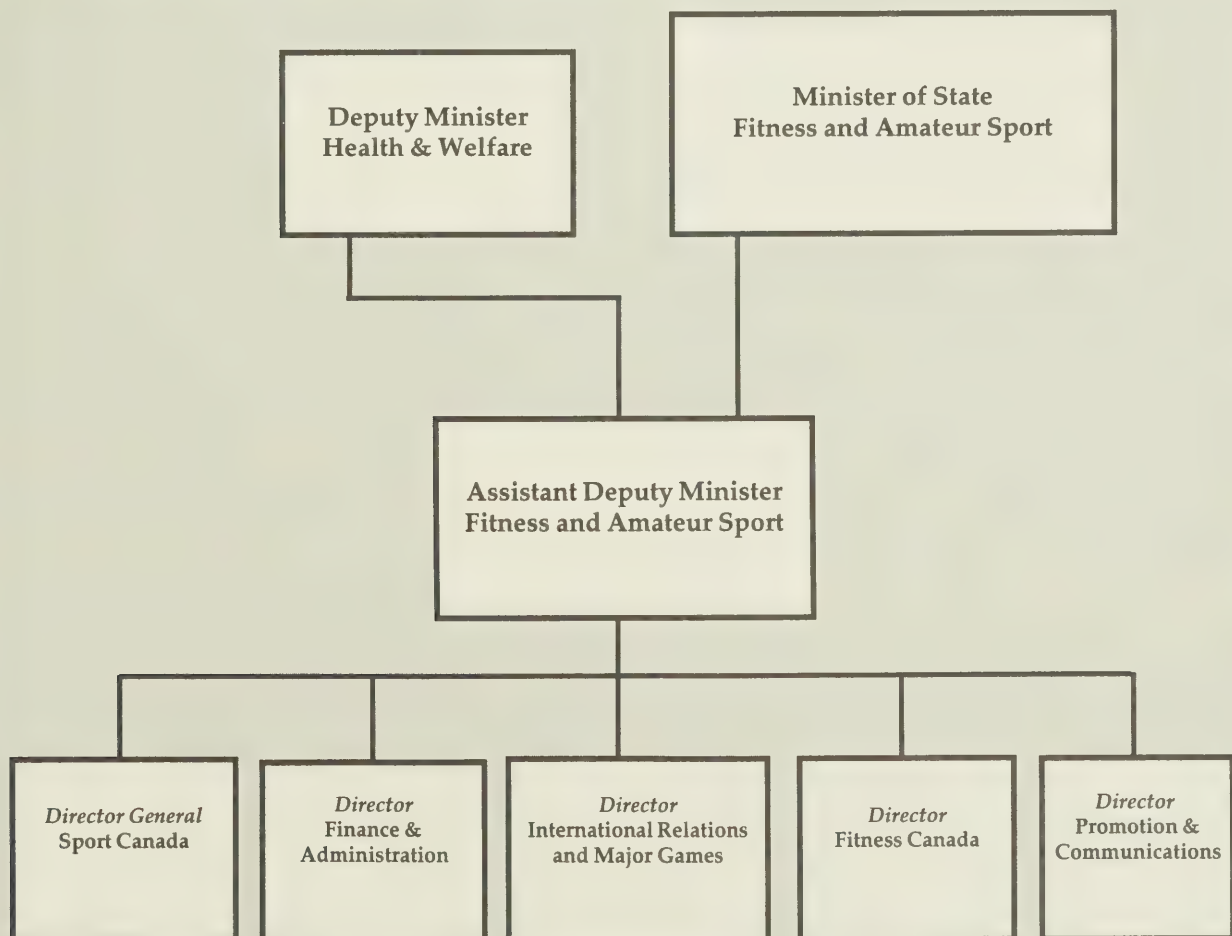 Deputy Minister
Health & Welfare
Minister of State
Fitness and Amateur Sport
Assistant Deputy Minister
Fitness and Amateur Sport
Director General
Sport Canada
Director
Finance &
Administration
Director
International Relations
and Major Games
Director
Fitness Canada
Director
Promotion &
Communications